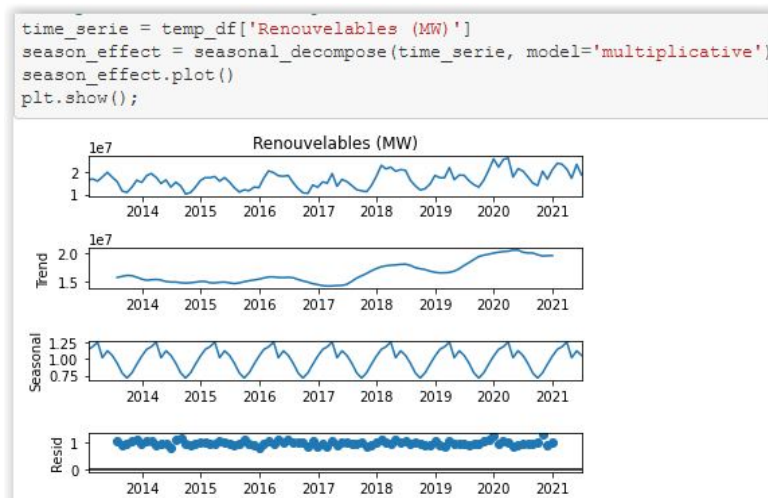 time_serie = temp_df['Renouvelables (MW)']
season_effect = seasonal_decompose(time_serie, model='multiplicative')
season_effect.plot()
plt.show();
Renouvelables (MW)
1e7
2
1
2014 2015 2016 2017 2018 2019 2020 2021
1e7
2.0
1.5
Trend
2014 2015 2016 2017 2018 2019 2020 2021
1.25
1.00
0.75
Seasonal
2014 2015 2016 2017 2018 2019 2020 2021
1
0
Resid
2014 2015 2016 2017 2018 2019 2020 2021